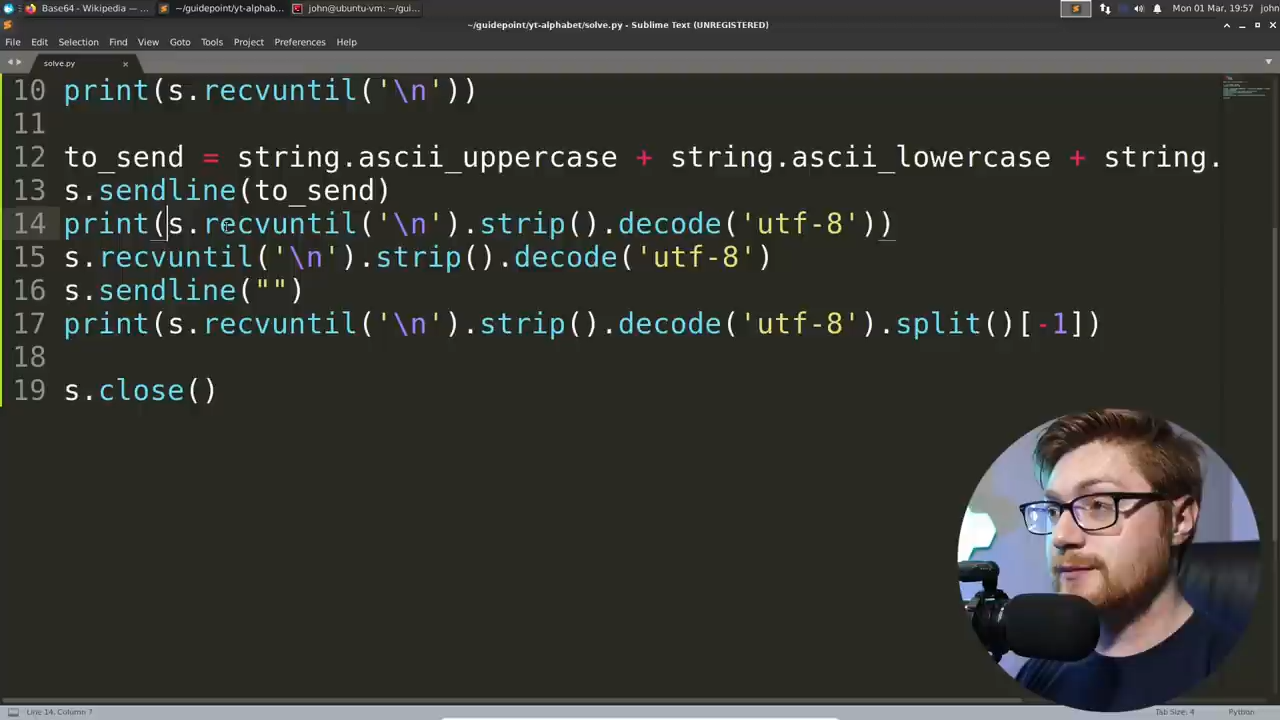 Base64 - Wikipedia — ...
~/guidepoint/yt-alphab...
john@ubuntu-vm: ~/gui...
Mon 01 Mar, 19:57
john
~/guidepoint/yt-alphabet/solve.py - Sublime Text (UNREGISTERED)
File Edit Selection Find View Goto Tools Project Preferences Help
solve.py
10 print(s.recvuntil('\n'))
11
12 to_send = string.ascii_uppercase + string.ascii_lowercase + string.
13 s.sendline(to_send)
14 print(s.recvuntil('\n').strip().decode('utf-8'))
15 s.recvuntil('\n').strip().decode('utf-8')
16 s.sendline("")
17 print(s.recvuntil('\n').strip().decode('utf-8').split()[-1])
18
19 s.close()
Line 14, Column 7
Tab Size: 4
Python